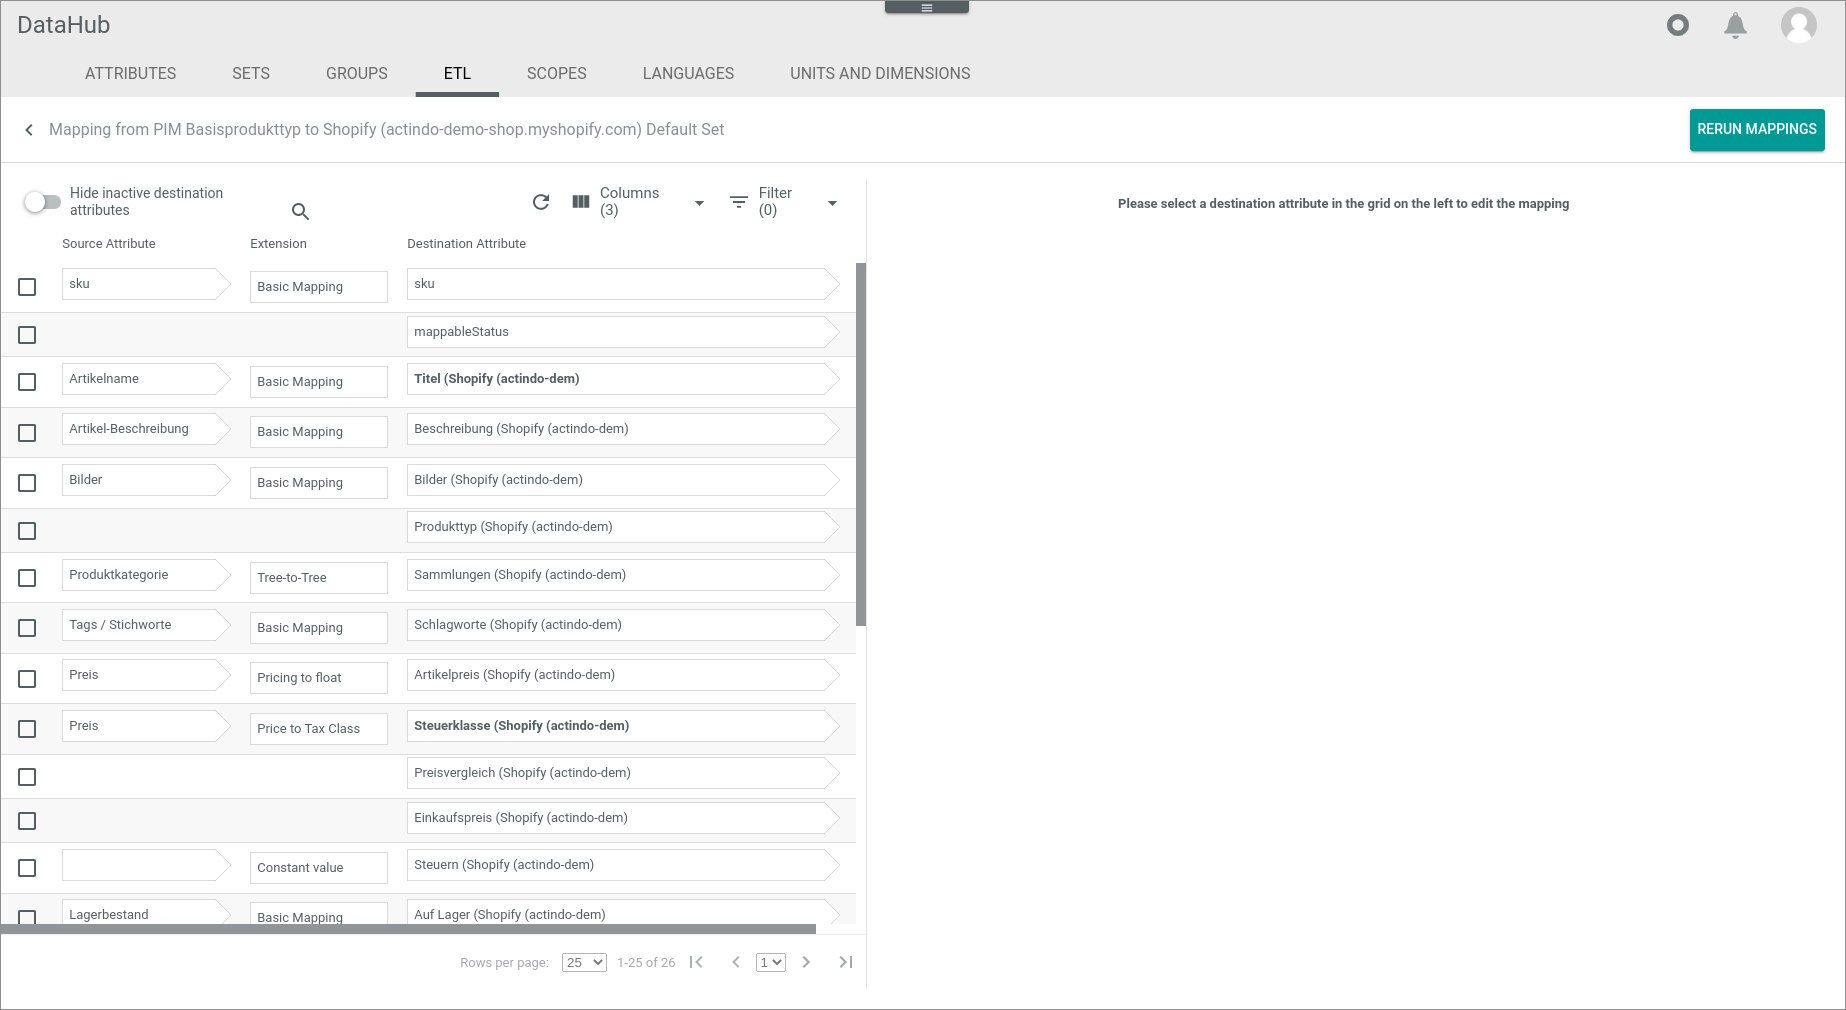 DataHub
ATTRIBUTES SETS GROUPS ETL SCOPES LANGUAGES UNITS AND DIMENSIONS
Mapping from PIM Basisprodukttyp to Shopify (actindo-demo-shop.myshopify.com) Default Set
RERUN MAPPINGS
Hide inactive destination
attributes
Columns
(3)
Filter
(0)
Please select a destination attribute in the grid on the left to edit the mapping
Source Attribute Extension Destination Attribute
sku Basic Mapping sku
mappableStatus
Artikelname Basic Mapping Titel (Shopify (actindo-dem)
Artikel-Beschreibung Basic Mapping Beschreibung (Shopify (actindo-dem)
Bilder Basic Mapping Bilder (Shopify (actindo-dem)
Produkttyp (Shopify (actindo-dem)
Produktkategorie Tree-to-Tree Sammlungen (Shopify (actindo-dem)
Tags / Stichworte Basic Mapping Schlagworte (Shopify (actindo-dem)
Preis Pricing to float Artikelpreis (Shopify (actindo-dem)
Preis Price to Tax Class Steuerklasse (Shopify (actindo-dem)
Preisvergleich (Shopify (actindo-dem)
Einkaufspreis (Shopify (actindo-dem)
Constant value Steuern (Shopify (actindo-dem)
Lagerbestand Basic Mapping Auf Lager (Shopify (actindo-dem)
Rows per page: 25 1-25 of 26 1